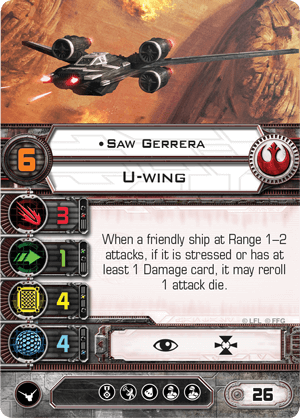 • Saw Gerrera
6
U-wing
3
When a friendly ship at Range 1–2
attacks, if it is stressed or has at
least 1 Damage card, it may reroll
1 attack die.
1
4
4
© LFL © FFG
26